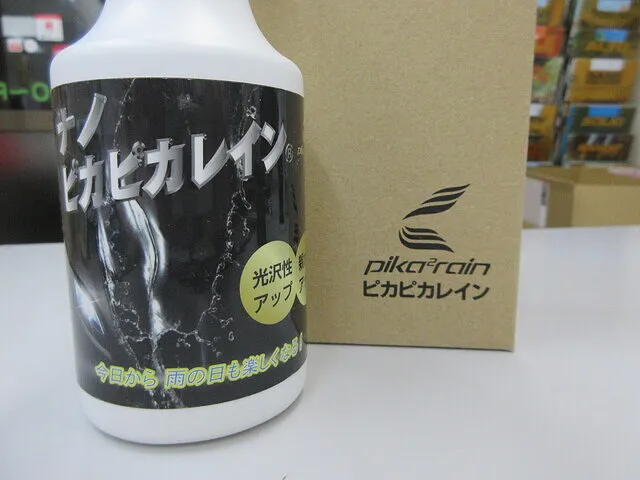 ナノ
ピカピカレイン
光沢性
アップ
今日から 雨の日も楽しくなる
pika²rain
ピカピカレイン